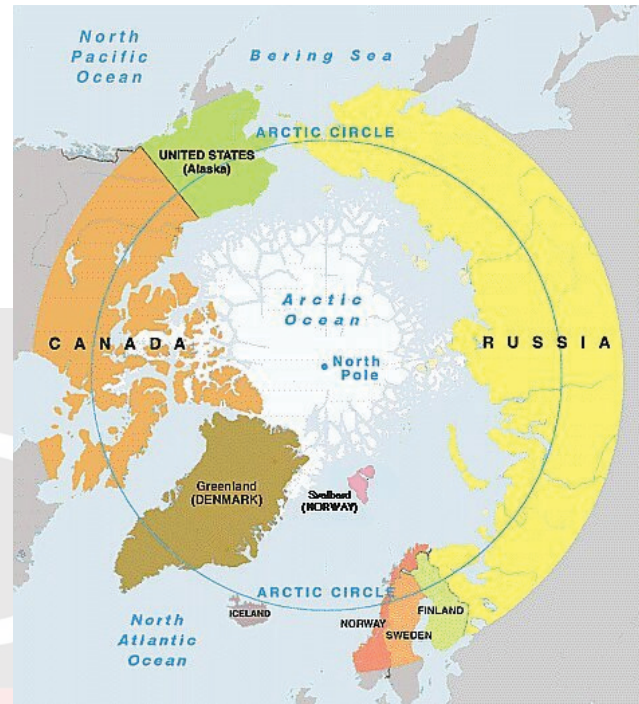 North
Pacific
Ocean
Bering Sea
ARCTIC CIRCLE
UNITED STATES
(Alaska)
Arctic
Ocean
CANADA
RUSSIA
North
Pole
Greenland
(DENMARK)
Svalbard
(NORWAY)
ARCTIC CIRCLE
ICELAND
FINLAND
NORWAY
SWEDEN
North
Atlantic
Ocean